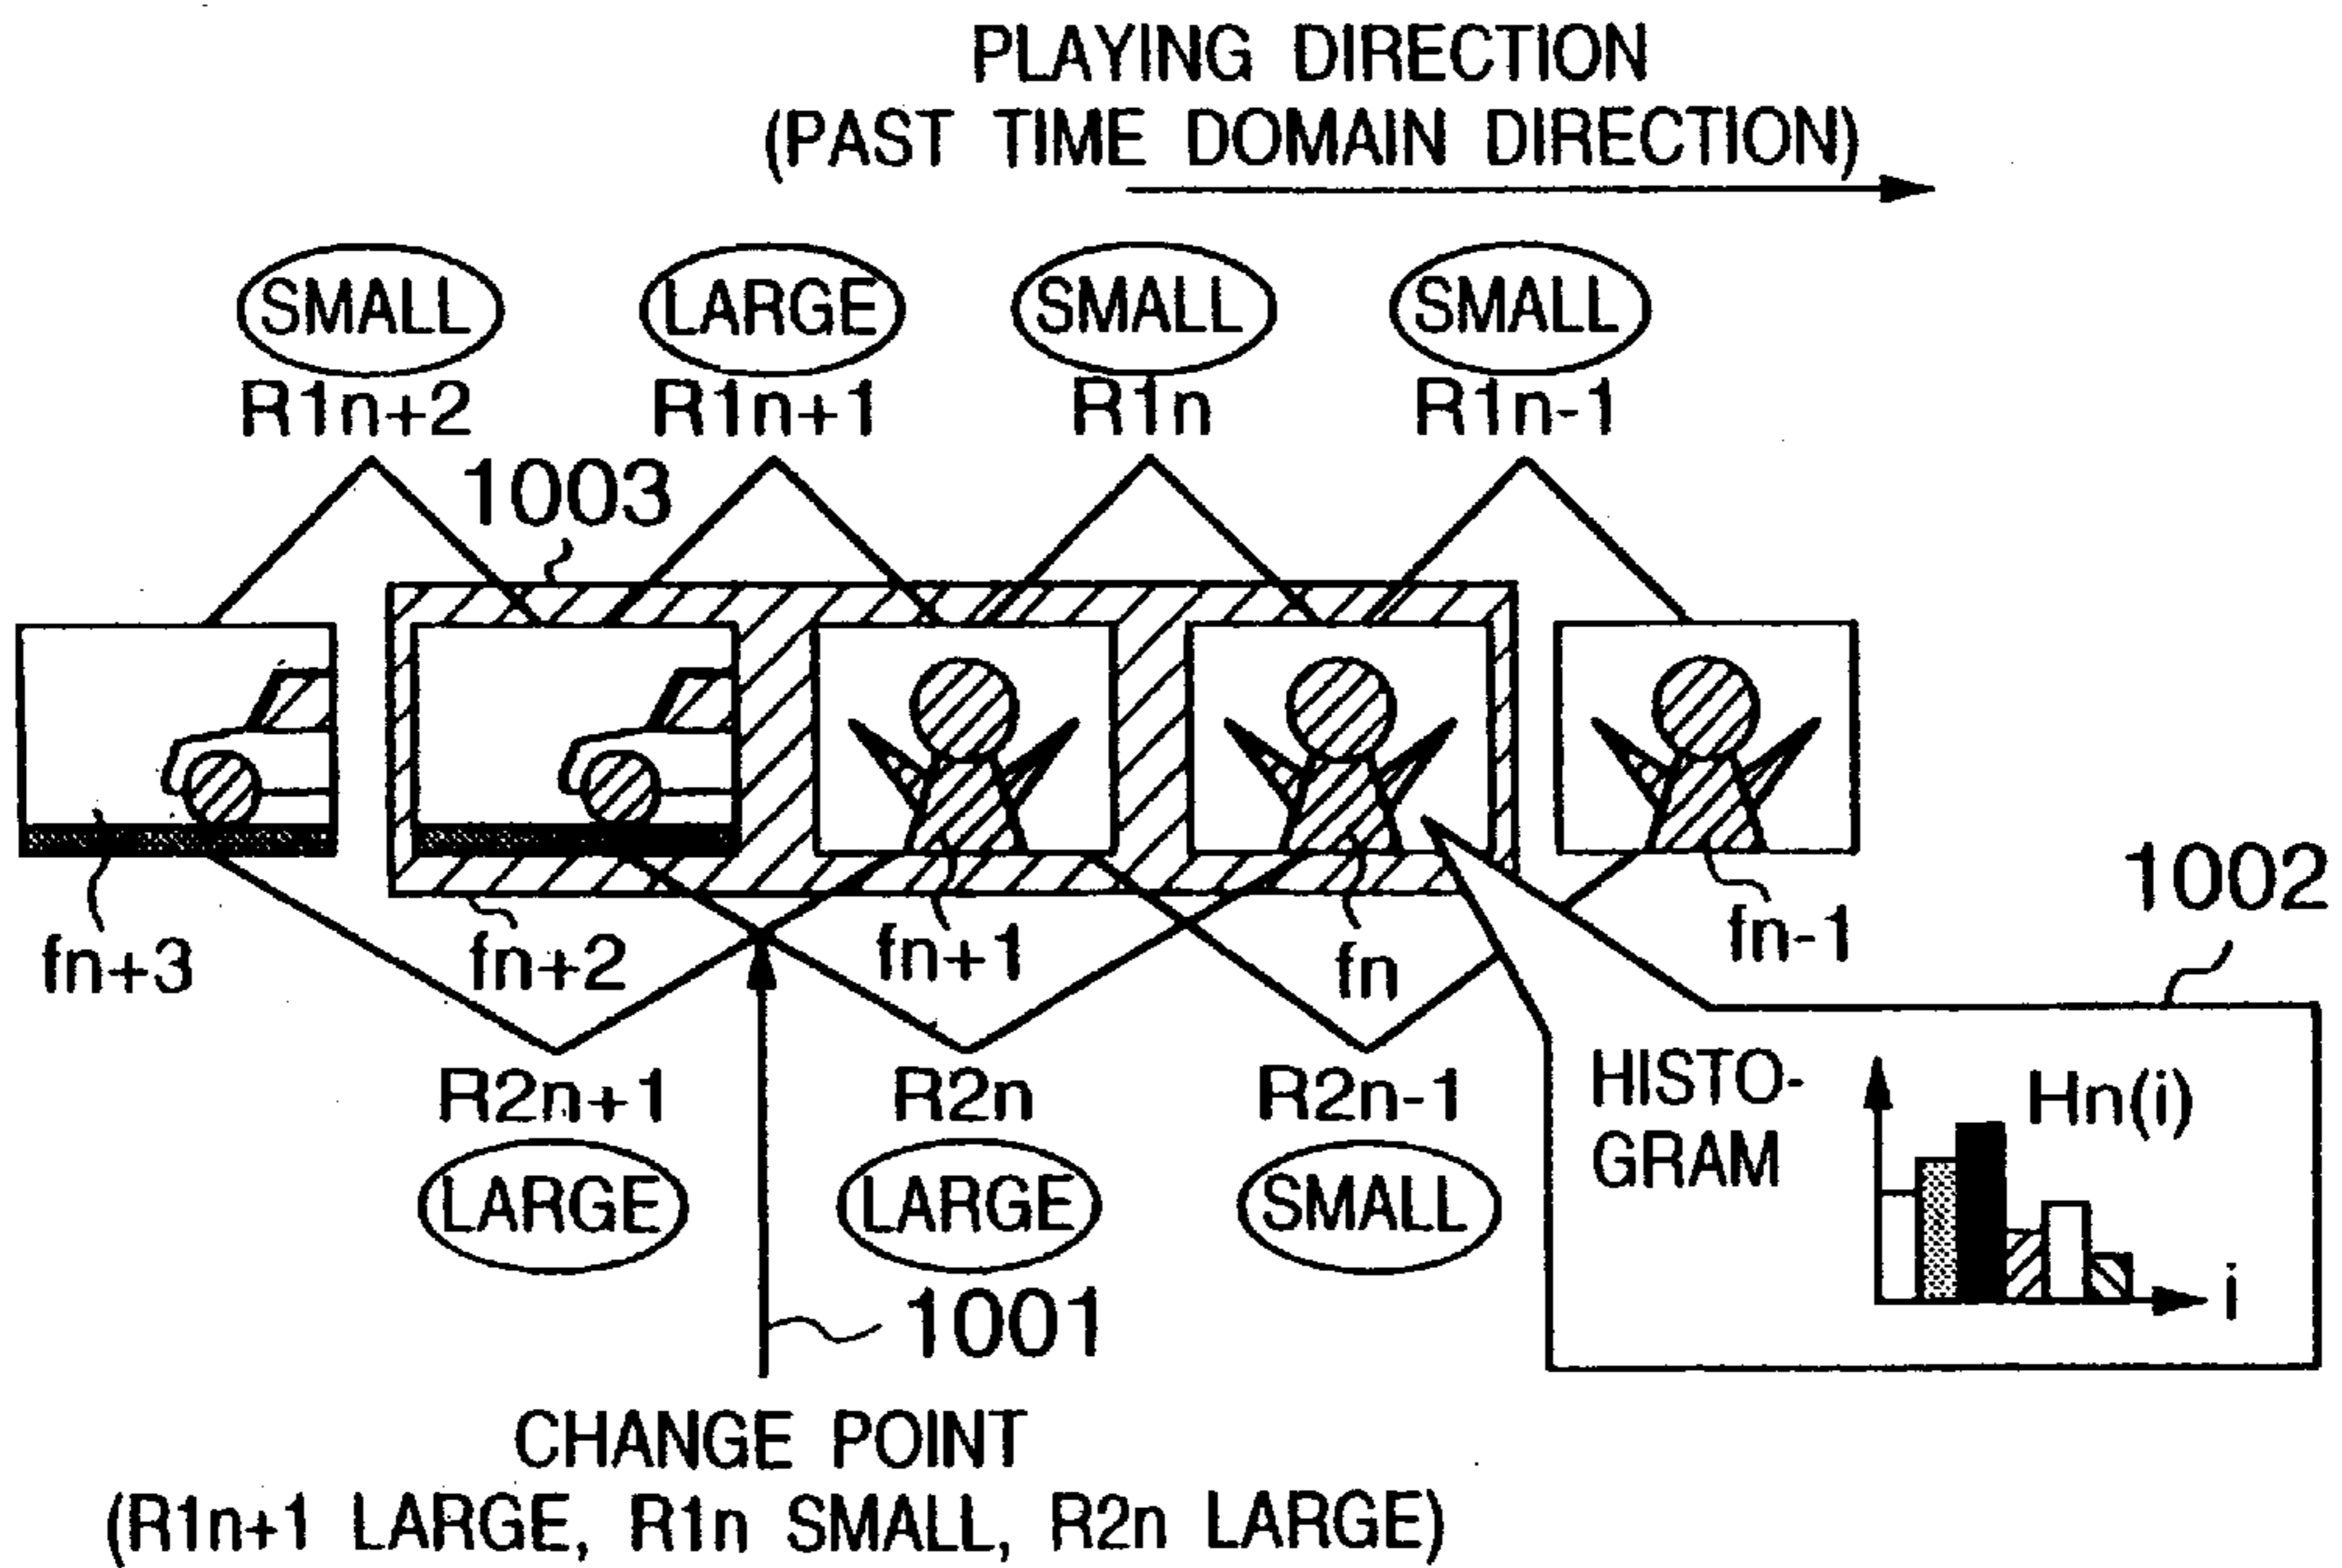 PLAYING DIRECTION
(PAST TIME DOMAIN DIRECTION)
SMALL
LARGE
SMALL
SMALL
R1n+2
R1n+1
R1n
R1n-1
1003
1002
fn+3
fn+2
fn+1
fn
fn-1
R2n+1
R2n
R2n-1
LARGE
LARGE
SMALL
HISTO-
GRAM
Hn(i)
i
1001
CHANGE POINT
(R1n+1 LARGE, R1n SMALL, R2n LARGE)